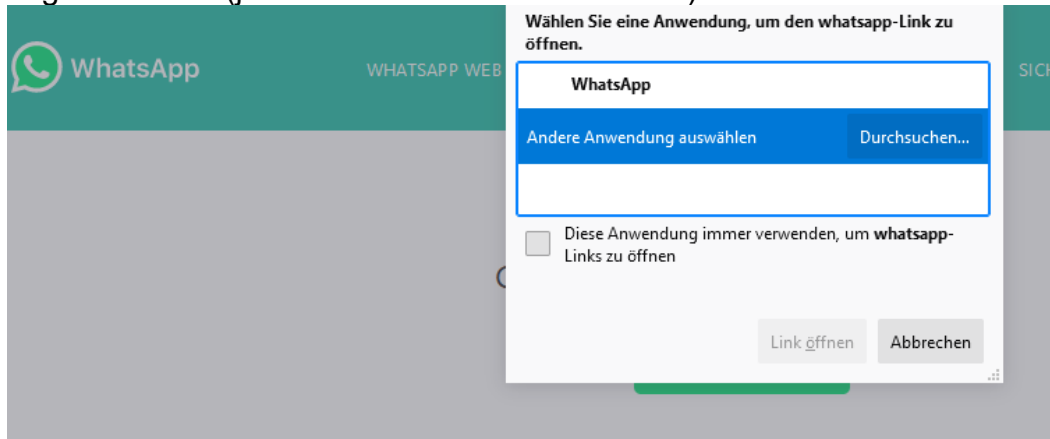 Wählen Sie eine Anwendung, um den whatsapp-Link zu
öffnen.
WhatsApp
WHATSAPP WEB
WhatsApp
Andere Anwendung auswählen
Durchsuchen...
Diese Anwendung immer verwenden, um whatsapp-
Links zu öffnen
Link öffnen
Abbrechen